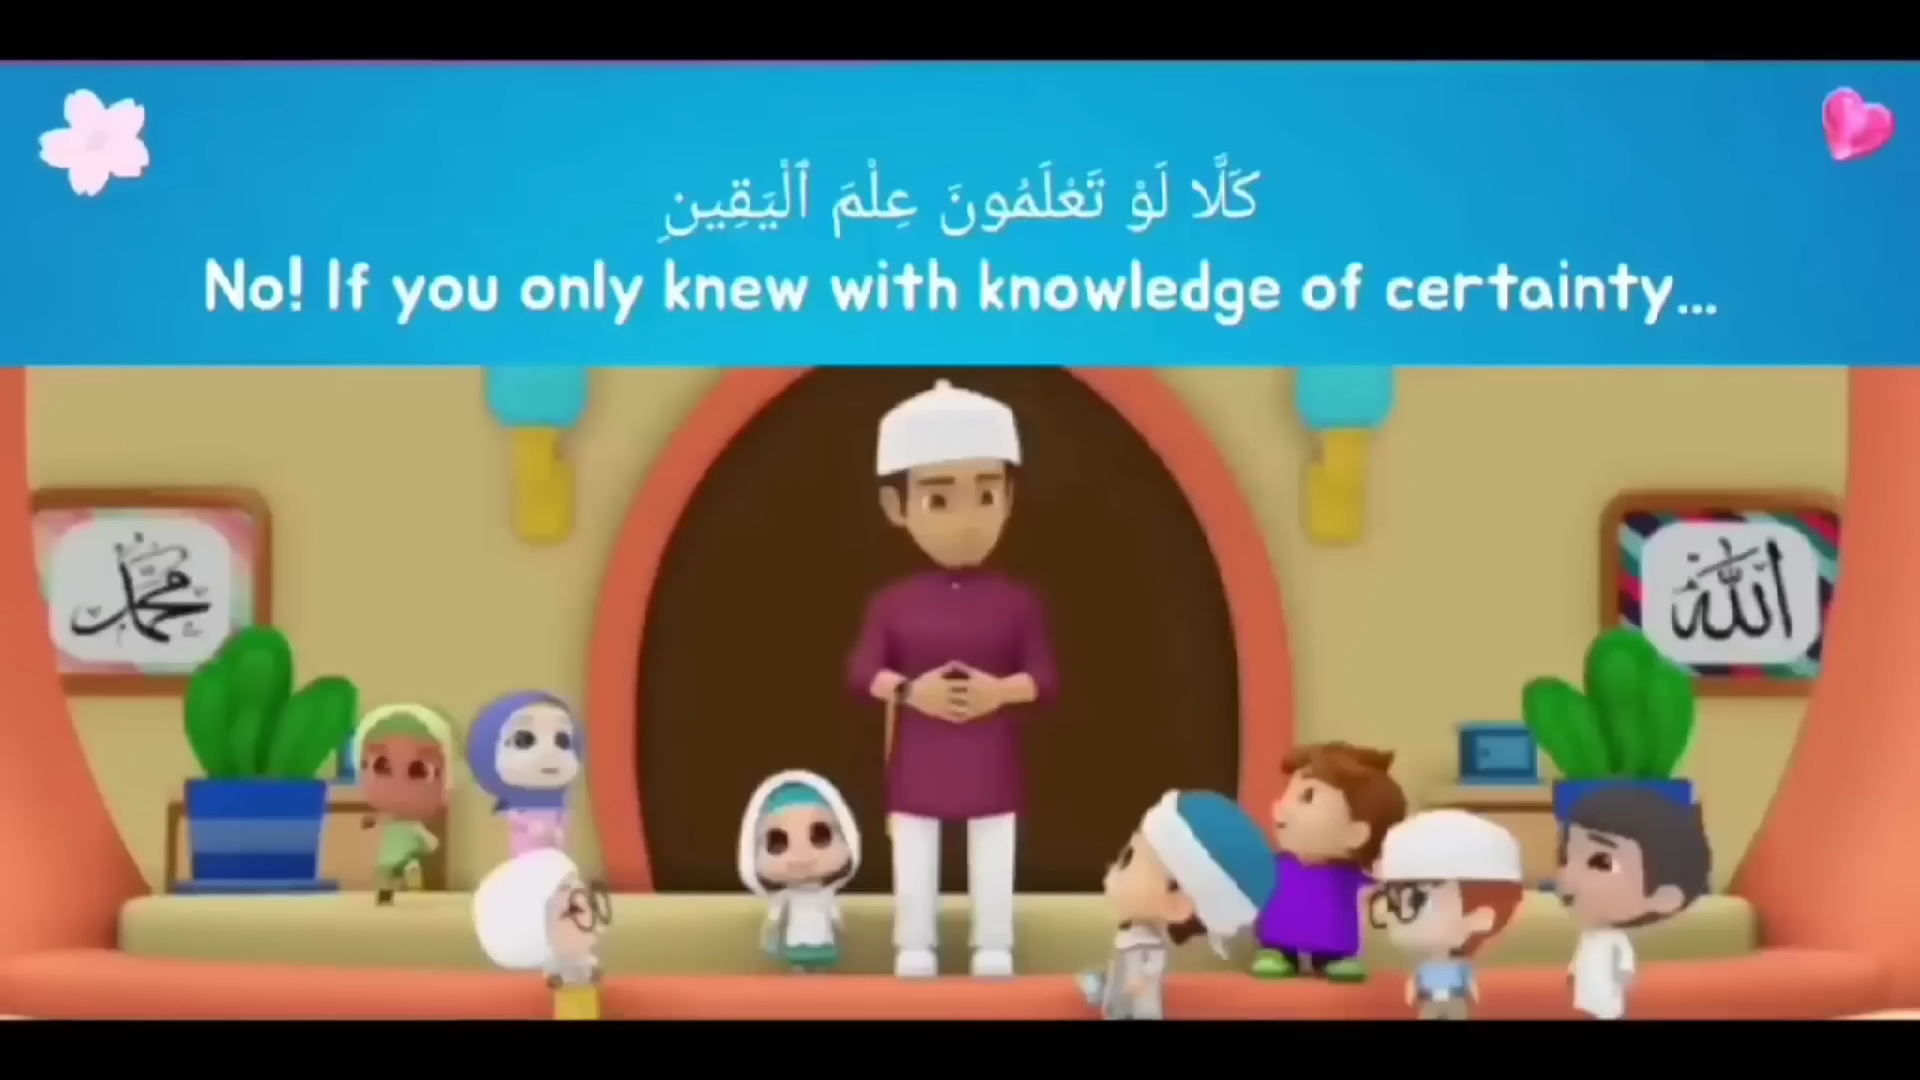 كَلَّا لَوْ تَعْلَمُونَ عِلْمَ ٱلْيَقِينِ
No! If you only knew with knowledge of certainty...
محمد
الله